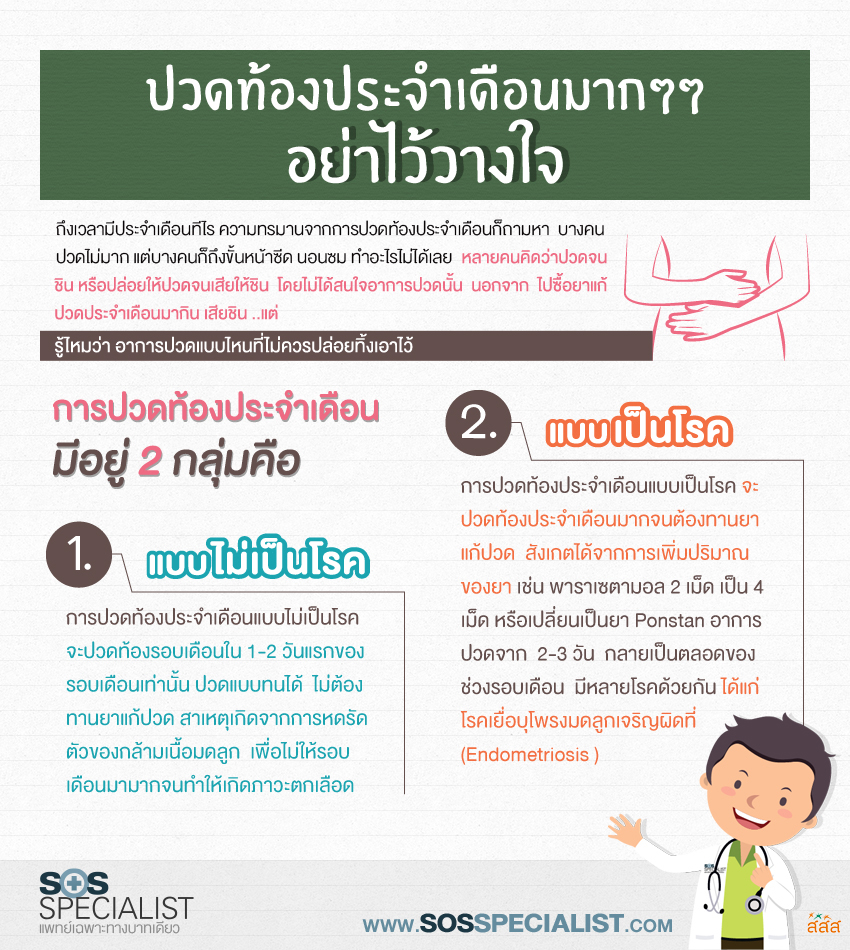 ปวดท้องประจำเดือนมากๆๆ
อย่าไว้วางใจ
ถึงเวลามีประจำเดือนทีไร ความทรมานจากการปวดท้องประจำเดือนก็ถามหา บางคน
ปวดไม่มาก แต่บางคนก็ถึงขั้นหน้าซีด นอนซม ทำอะไรไม่ได้เลย หลายคนคิดว่าปวดจน
ชิน หรือปล่อยให้ปวดจนเสียให้ชิน โดยไม่ได้สนใจอาการปวดนั้น นอกจาก ไปซื้อยาแก้
ปวดประจำเดือนมากิน เสียชิน ..แต่
รู้ไหมว่า อาการปวดแบบไหนที่ไม่ควรปล่อยทิ้งเอาไว้
การปวดท้องประจำเดือน
มีอยู่ 2 กลุ่มคือ
1. แบบไม่เป็นโรค
การปวดท้องประจำเดือนแบบไม่เป็นโรค
จะปวดท้องรอบเดือนใน 1-2 วันแรกของ
รอบเดือนเท่านั้น ปวดแบบทนได้ ไม่ต้อง
ทานยาแก้ปวด สาเหตุเกิดจากการหดรัด
ตัวของกล้ามเนื้อมดลูก เพื่อไม่ให้รอบ
เดือนมามากจนทำให้เกิดภาวะตกเลือด
2. แบบเป็นโรค
การปวดท้องประจำเดือนแบบเป็นโรค จะ
ปวดท้องประจำเดือนมากจนต้องทานยา
แก้ปวด สังเกตได้จากการเพิ่มปริมาณ
ของยา เช่น พาราเซตามอล 2 เม็ด เป็น 4
เม็ด หรือเปลี่ยนเป็นยา Ponstan อาการ
ปวดจาก 2-3 วัน กลายเป็นตลอดของ
ช่วงรอบเดือน มีหลายโรคด้วยกัน ได้แก่
โรคเยื่อบุโพรงมดลูกเจริญผิดที่
(Endometriosis )
SOS
SPECIALIST
แพทย์เฉพาะทางบาทเดียว
WWW.SOSSPECIALIST.COM
สสส